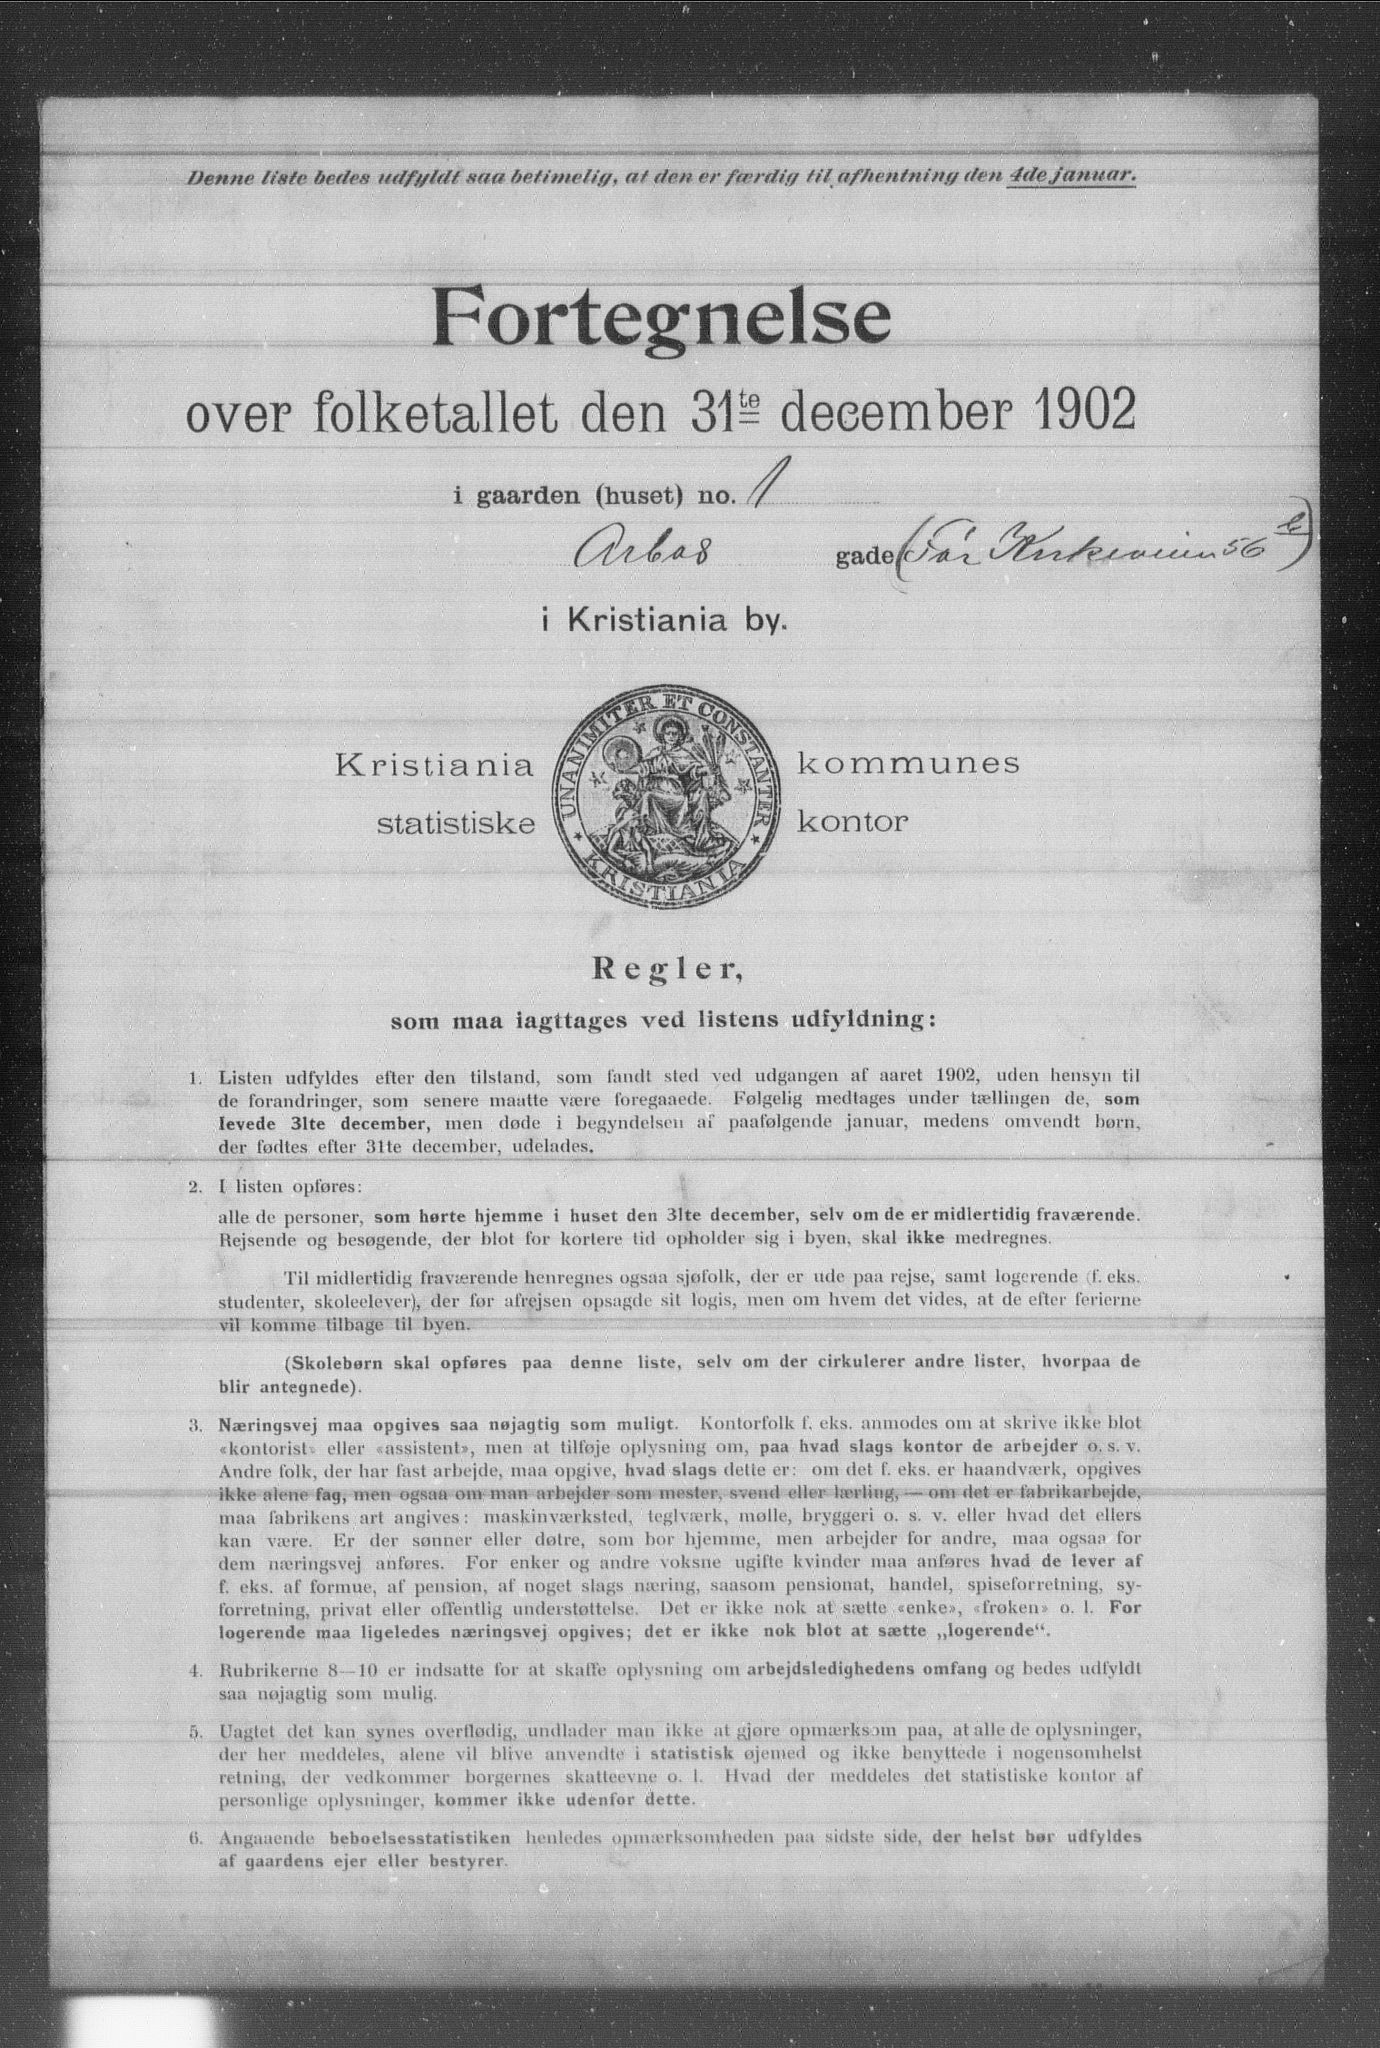 Denne liste bedes udfyldt saa betimelig, at den er færdig til afhentning den 4de januar.
Fortegnelse
over folketallet den 31te december 1902
i gaarden (huset) no. 1
Arbos gade (Før Kirkeveien 56 b)
i Kristiania by.
UNANIMITER ET CONSTANTER
KRISTIANIA
Kristiania kommunes
statistiske kontor
Regler,
som maa iagttages ved listens udfyldning:
1. Listen udfyldes efter den tilstand, som fandt sted ved udgangen af aaret 1902, uden hensyn til
de forandringer, som senere maatte være foregaaede. Følgelig medtages under tællingen de, som
levede 31te december, men døde i begyndelsen af paafølgende januar, medens omvendt børn,
der fødtes efter 31te december, udelades.
2. I listen opføres:
alle de personer, som hørte hjemme i huset den 31te december, selv om de er midlertidig fraværende.
Rejsende og besøgende, der blot for kortere tid opholder sig i byen, skal ikke medregnes.
Til midlertidig fraværende henregnes ogsaa sjøfolk, der er ude paa rejse, samt logerende (f. eks.
studenter, skoleelever), der før afrejsen opsagde sit logis, men om hvem det vides, at de efter ferierne
vil komme tilbage til byen.
(Skolebørn skal opføres paa denne liste, selv om der cirkulerer andre lister, hvorpaa de
blir antegnede).
3. Næringsvej maa opgives saa nøjagtig som muligt. Kontorfolk f. eks. anmodes om at skrive ikke blot
«kontorist» eller «assistent», men at tilføje oplysning om, paa hvad slags kontor de arbejder o. s. v.
Andre folk, der har fast arbejde, maa opgive, hvad slags dette er: om det f. eks. er haandværk, opgives
ikke alene fag, men ogsaa om man arbejder som mester, svend eller lærling, — om det er fabrikarbejde,
maa fabrikens art angives: maskinværksted, teglværk, mølle, bryggeri o. s. v. eller hvad det ellers
kan være. Er der sønner eller døtre, som bor hjemme, men arbejder for andre, maa ogsaa for
dem næringsvej anføres. For enker og andre voksne ugifte kvinder maa anføres hvad de lever af
f. eks. af formue, af pension, af noget slags næring, saasom pensionat, handel, spiseforretning, sy-
forretning, privat eller offentlig understøttelse. Det er ikke nok at sætte «enke», «frøken» o. l. For
logerende maa ligeledes næringsvej opgives; det er ikke nok blot at sætte „logerende“.
4. Rubrikerne 8—10 er indsatte for at skaffe oplysning om arbejdsledighedens omfang og bedes udfyldt
saa nøjagtig som mulig.
5. Uagtet det kan synes overflødig, undlader man ikke at gjøre opmærksom paa, at alle de oplysninger,
der her meddeles, alene vil blive anvendte i statistisk øjemed og ikke benyttede i nogensomhelst
retning, der vedkommer borgernes skatteevne o. l. Hvad der meddeles det statistiske kontor af
personlige oplysninger, kommer ikke udenfor dette.
6. Angaaende beboelsesstatistiken henledes opmærksomheden paa sidste side, der helst bør udfyldes
af gaardens ejer eller bestyrer.